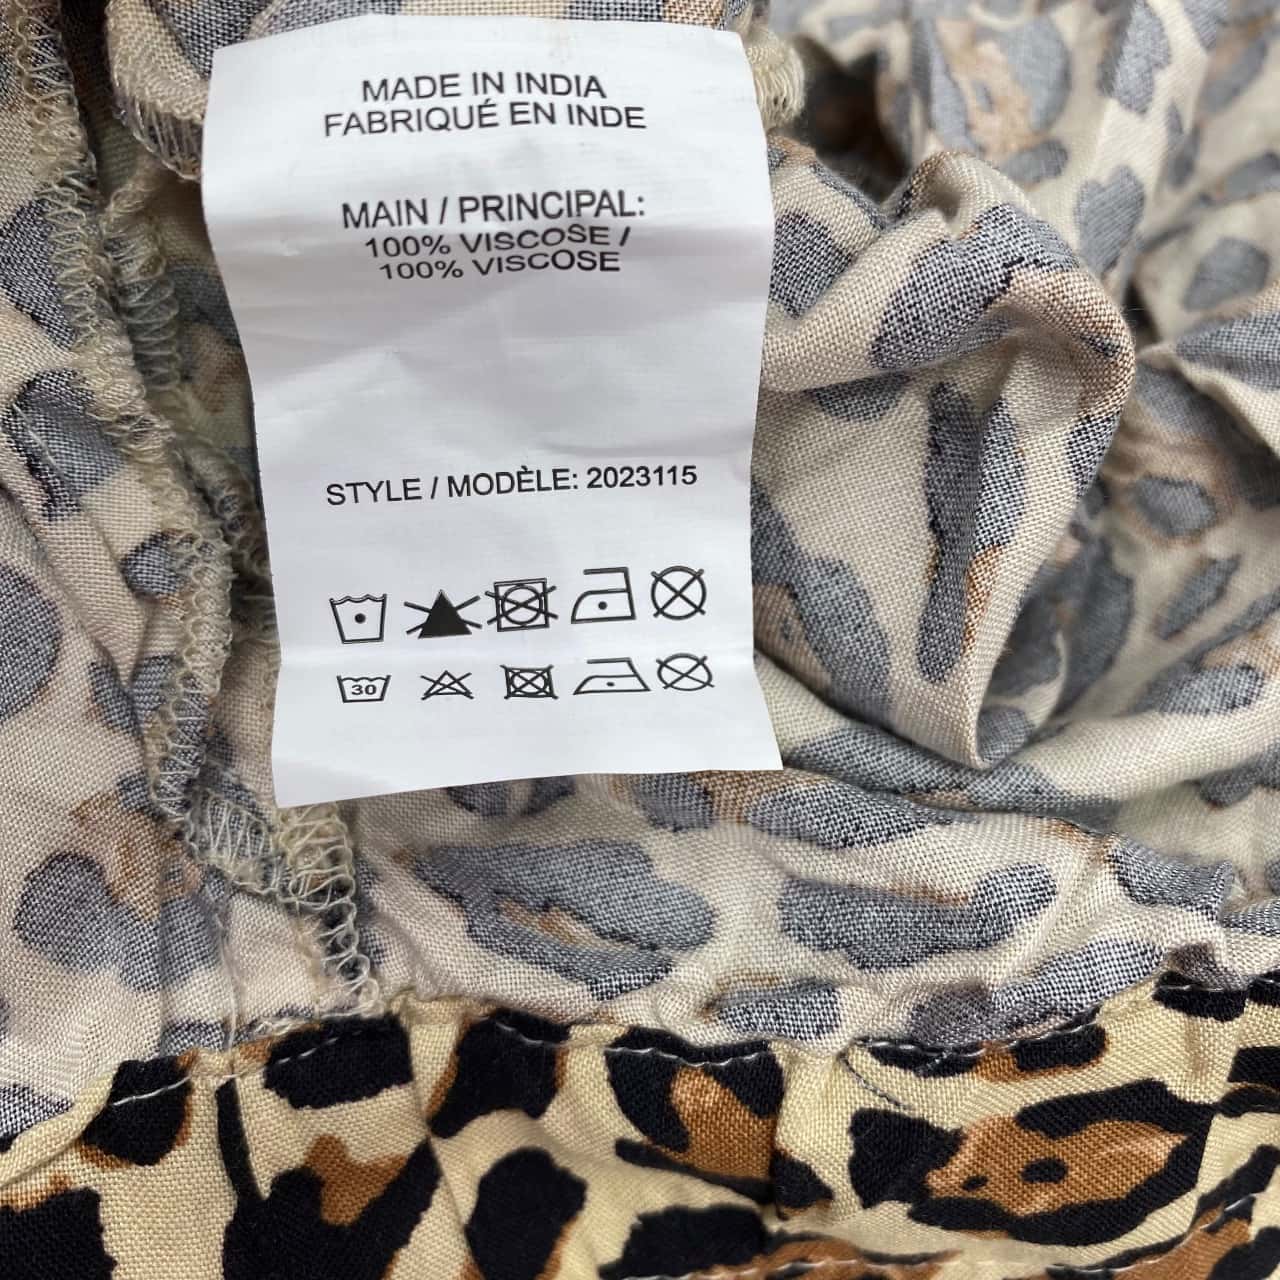 MADE IN INDIA
FABRIQUÉ EN INDE
MAIN / PRINCIPAL:
100% VISCOSE /
100% VISCOSE
STYLE / MODÈLE: 2023115
30